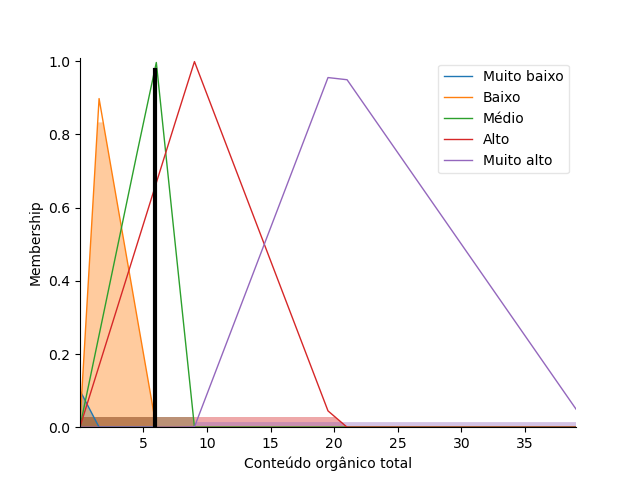 1.0
0.8
0.6
0.4
0.2
0.0
Membership
5 10 15 20 25 30 35
Conteúdo orgânico total
Muito baixo
Baixo
Médio
Alto
Muito alto